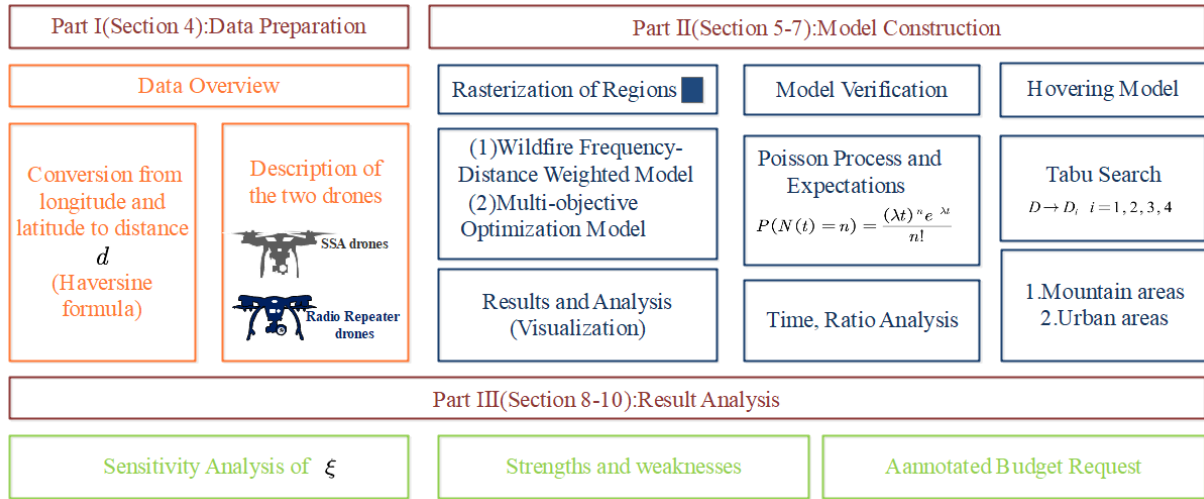 Part I(Section 4):Data Preparation
Part II(Section 5-7):Model Construction
Data Overview
Conversion from
longitude and
latitude to distance
d
(Haversine
formula)
Description of
the two drones
SSA drones
Radio Repeater
drones
Rasterization of Regions
(1)Wildfire Frequency-
Distance Weighted Model
(2)Multi-objective
Optimization Model
Results and Analysis
(Visualization)
Model Verification
Poisson Process and
Expectations
P(N(t) = n) = (λt)^n e^λt / n!
Time, Ratio Analysis
Hovering Model
Tabu Search
D → D_i i = 1, 2, 3, 4
1.Mountain areas
2.Urban areas
Part III(Section 8-10):Result Analysis
Sensitivity Analysis of ξ
Strengths and weaknesses
Aannotated Budget Request